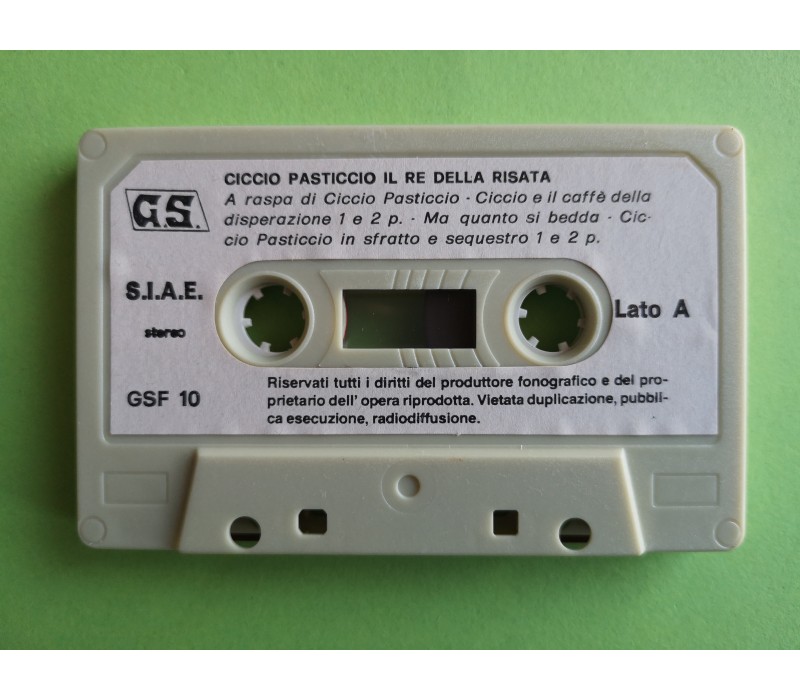 CICCIO PASTICCIO IL RE DELLA RISATA
G.S.
A raspa di Ciccio Pasticcio - Ciccio e il caffè della
disperazione 1 e 2 p. - Ma quanto si bedda - Cic-
cio Pasticcio in sfratto e sequestro 1 e 2 p.
S.I.A.E.
stereo
Lato A
GSF 10
Riservati tutti i diritti del produttore fonografico e del pro-
prietario dell' opera riprodotta. Vietata duplicazione, pubbli-
ca esecuzione, radiodiffusione.